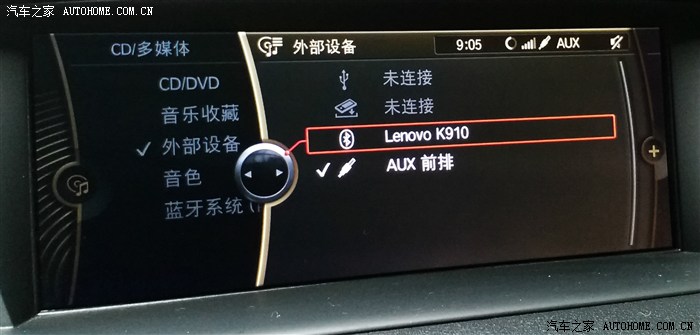 汽车之家 AUTOHOME.COM.CN
CD/多媒体
外部设备
9:05
AUX
CD/DVD
音乐收藏
外部设备
音色
蓝牙系统
未连接
未连接
Lenovo K910
AUX 前排
汽车之家 AUTOHOME.COM.CN